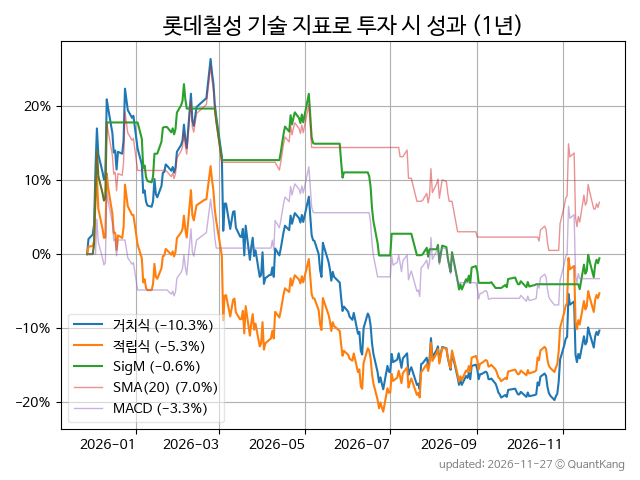 롯데칠성 기술 지표로 투자 시 성과 (1년)
20%
10%
0%
−10%
−20%
거치식 (−10.3%)
적립식 (−5.3%)
SigM (−0.6%)
SMA(20) (7.0%)
MACD (−3.3%)
2026−01 2026−03 2026−05 2026−07 2026−09 2026−11
updated: 2026−11−27 © QuantKang